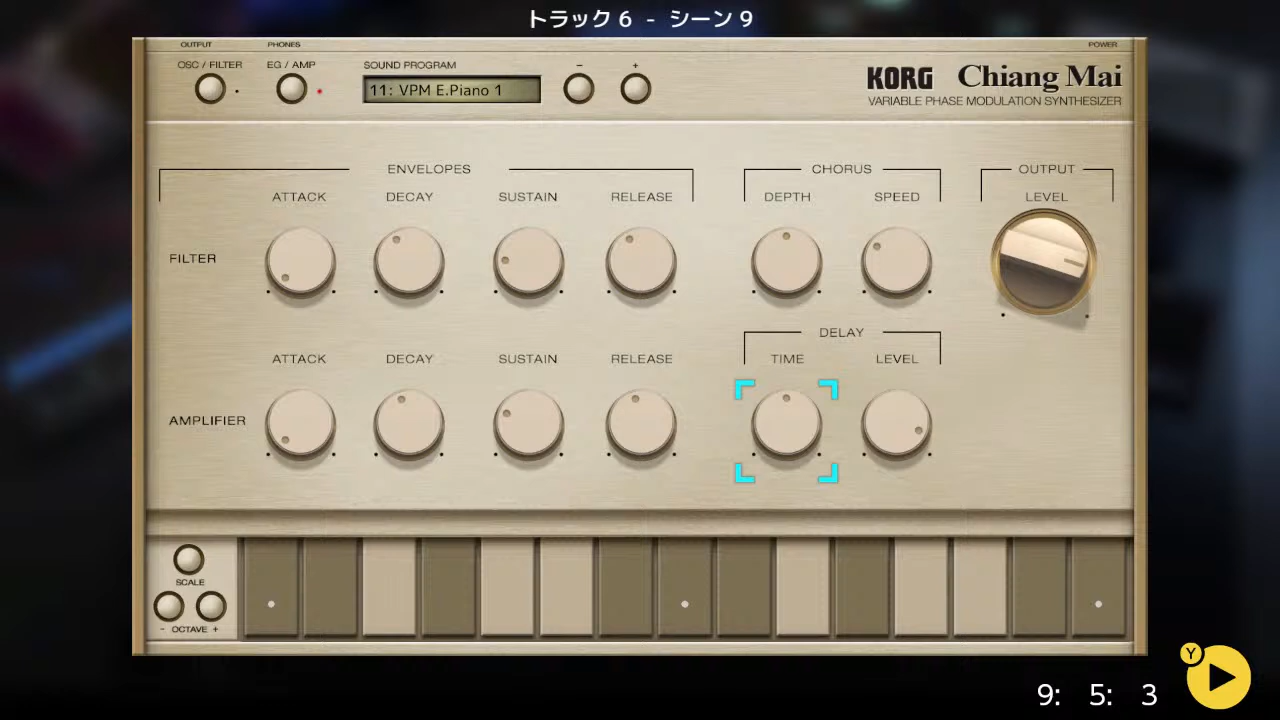 トラック 6 - シーン 9
OUTPUT PHONES POWER
OSC / FILTER EG / AMP SOUND PROGRAM - +
11: VPM E.Piano 1
KORG Chiang Mai
VARIABLE PHASE MODULATION SYNTHESIZER
ENVELOPES CHORUS OUTPUT
ATTACK DECAY SUSTAIN RELEASE DEPTH SPEED LEVEL
FILTER
DELAY
ATTACK DECAY SUSTAIN RELEASE TIME LEVEL
AMPLIFIER
SCALE
- OCTAVE +
Y
9: 5: 3